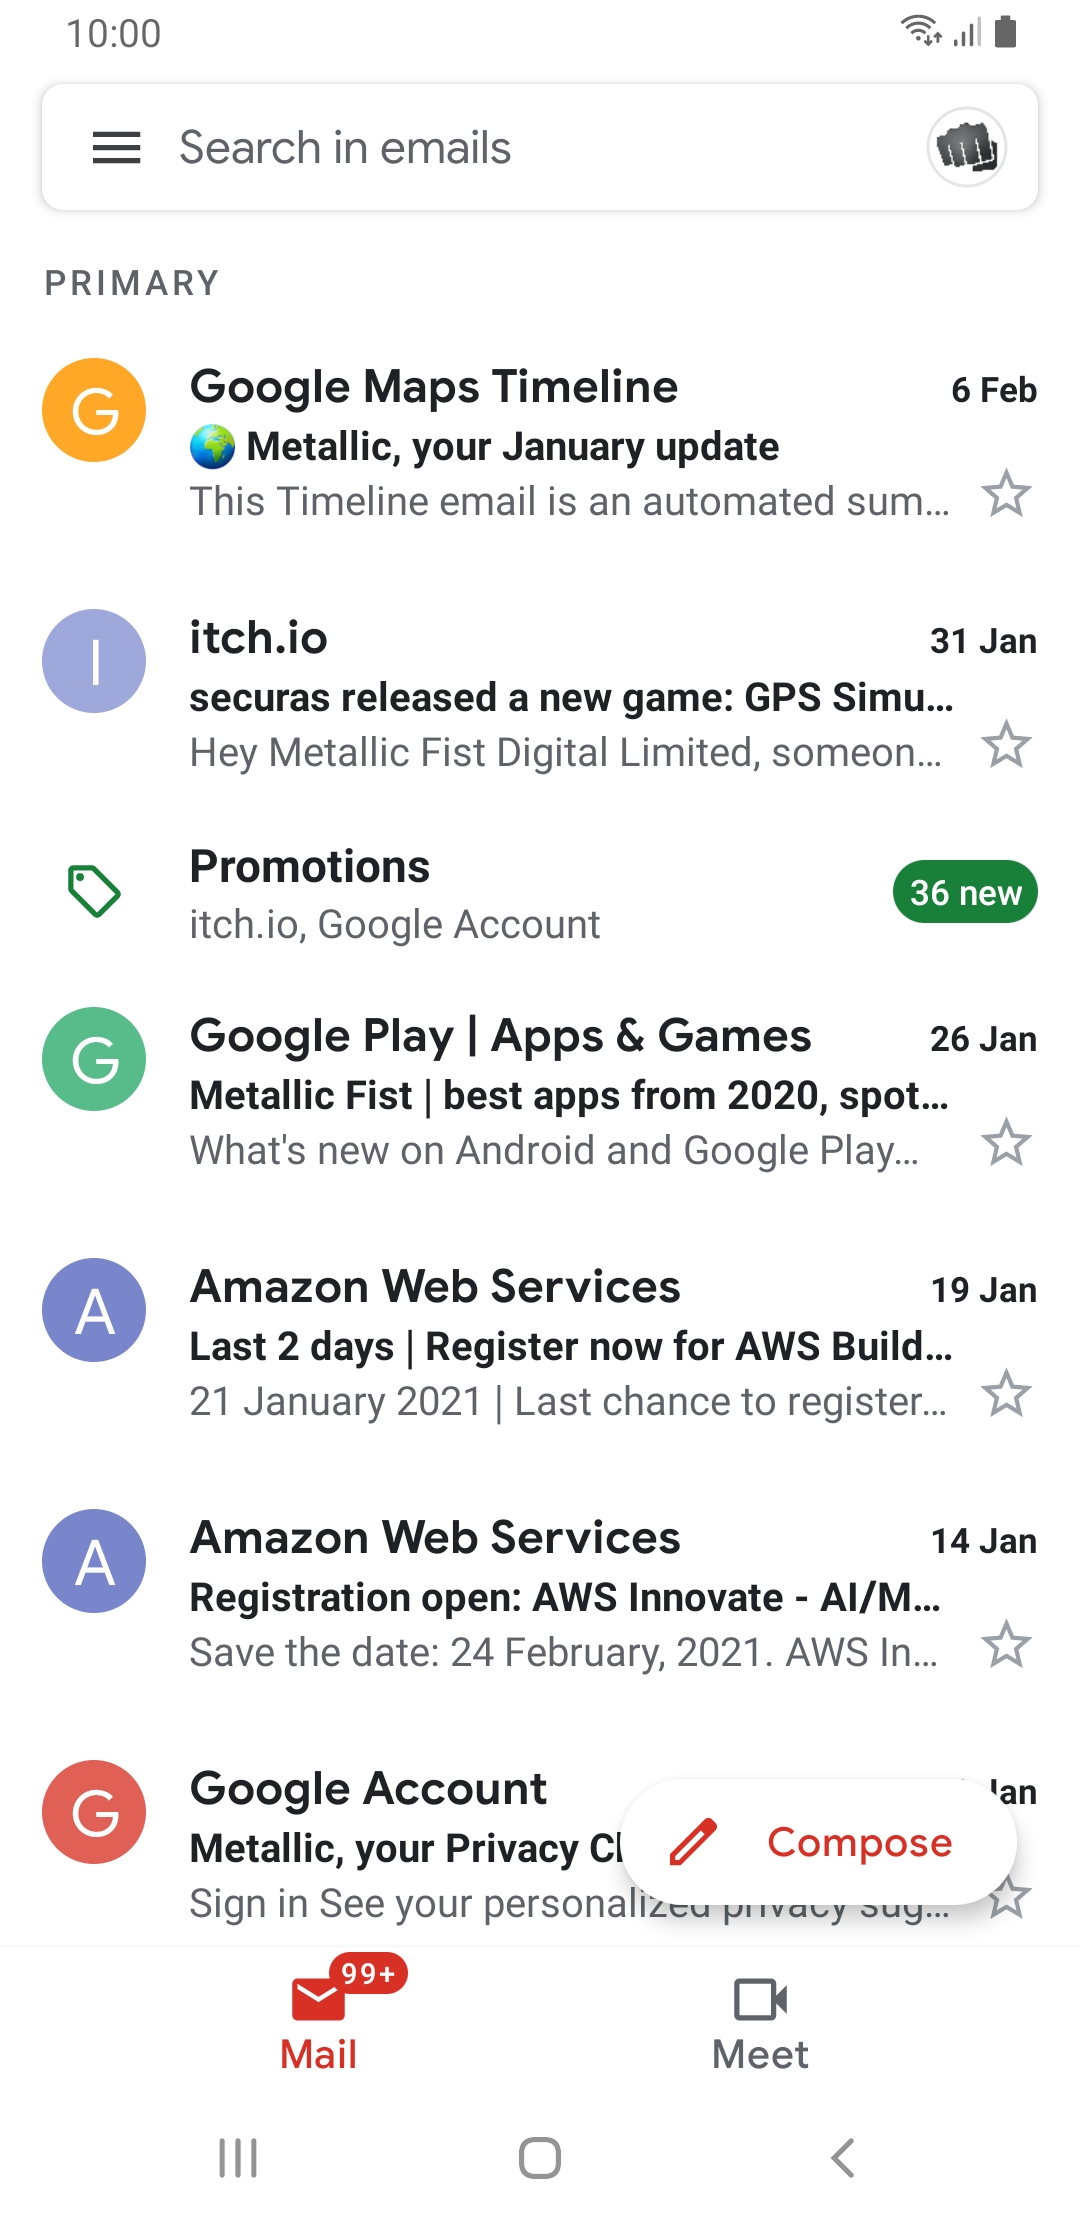 10:00
Search in emails
PRIMARY
G
Google Maps Timeline
6 Feb
Metallic, your January update
This Timeline email is an automated sum...
I
itch.io
31 Jan
securas released a new game: GPS Simu...
Hey Metallic Fist Digital Limited, someon...
Promotions
36 new
itch.io, Google Account
G
Google Play | Apps & Games
26 Jan
Metallic Fist | best apps from 2020, spot...
What's new on Android and Google Play...
A
Amazon Web Services
19 Jan
Last 2 days | Register now for AWS Build...
21 January 2021 | Last chance to register...
A
Amazon Web Services
14 Jan
Registration open: AWS Innovate - AI/M...
Save the date: 24 February, 2021. AWS In...
G
Google Account
Jan
Metallic, your Privacy
Compose
Sign in See your personalized privacy sug...
99+
Mail
Meet